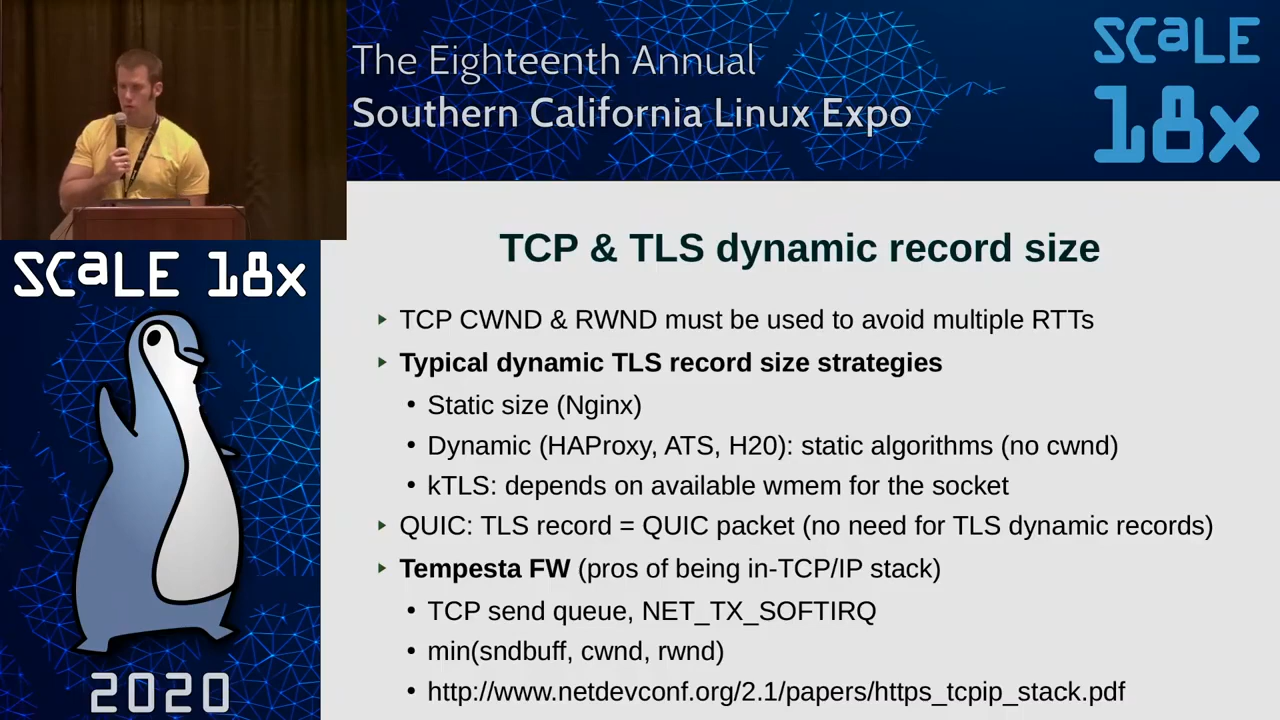 The Eighteenth Annual
Southern California Linux Expo
SCaLE
18x
SCaLE 18x
2020
TCP & TLS dynamic record size
TCP CWND & RWND must be used to avoid multiple RTTs
Typical dynamic TLS record size strategies
Static size (Nginx)
Dynamic (HAProxy, ATS, H20): static algorithms (no cwnd)
kTLS: depends on available wmem for the socket
QUIC: TLS record = QUIC packet (no need for TLS dynamic records)
Tempesta FW (pros of being in-TCP/IP stack)
TCP send queue, NET_TX_SOFTIRQ
min(sndbuff, cwnd, rwnd)
http://www.netdevconf.org/2.1/papers/https_tcpip_stack.pdf